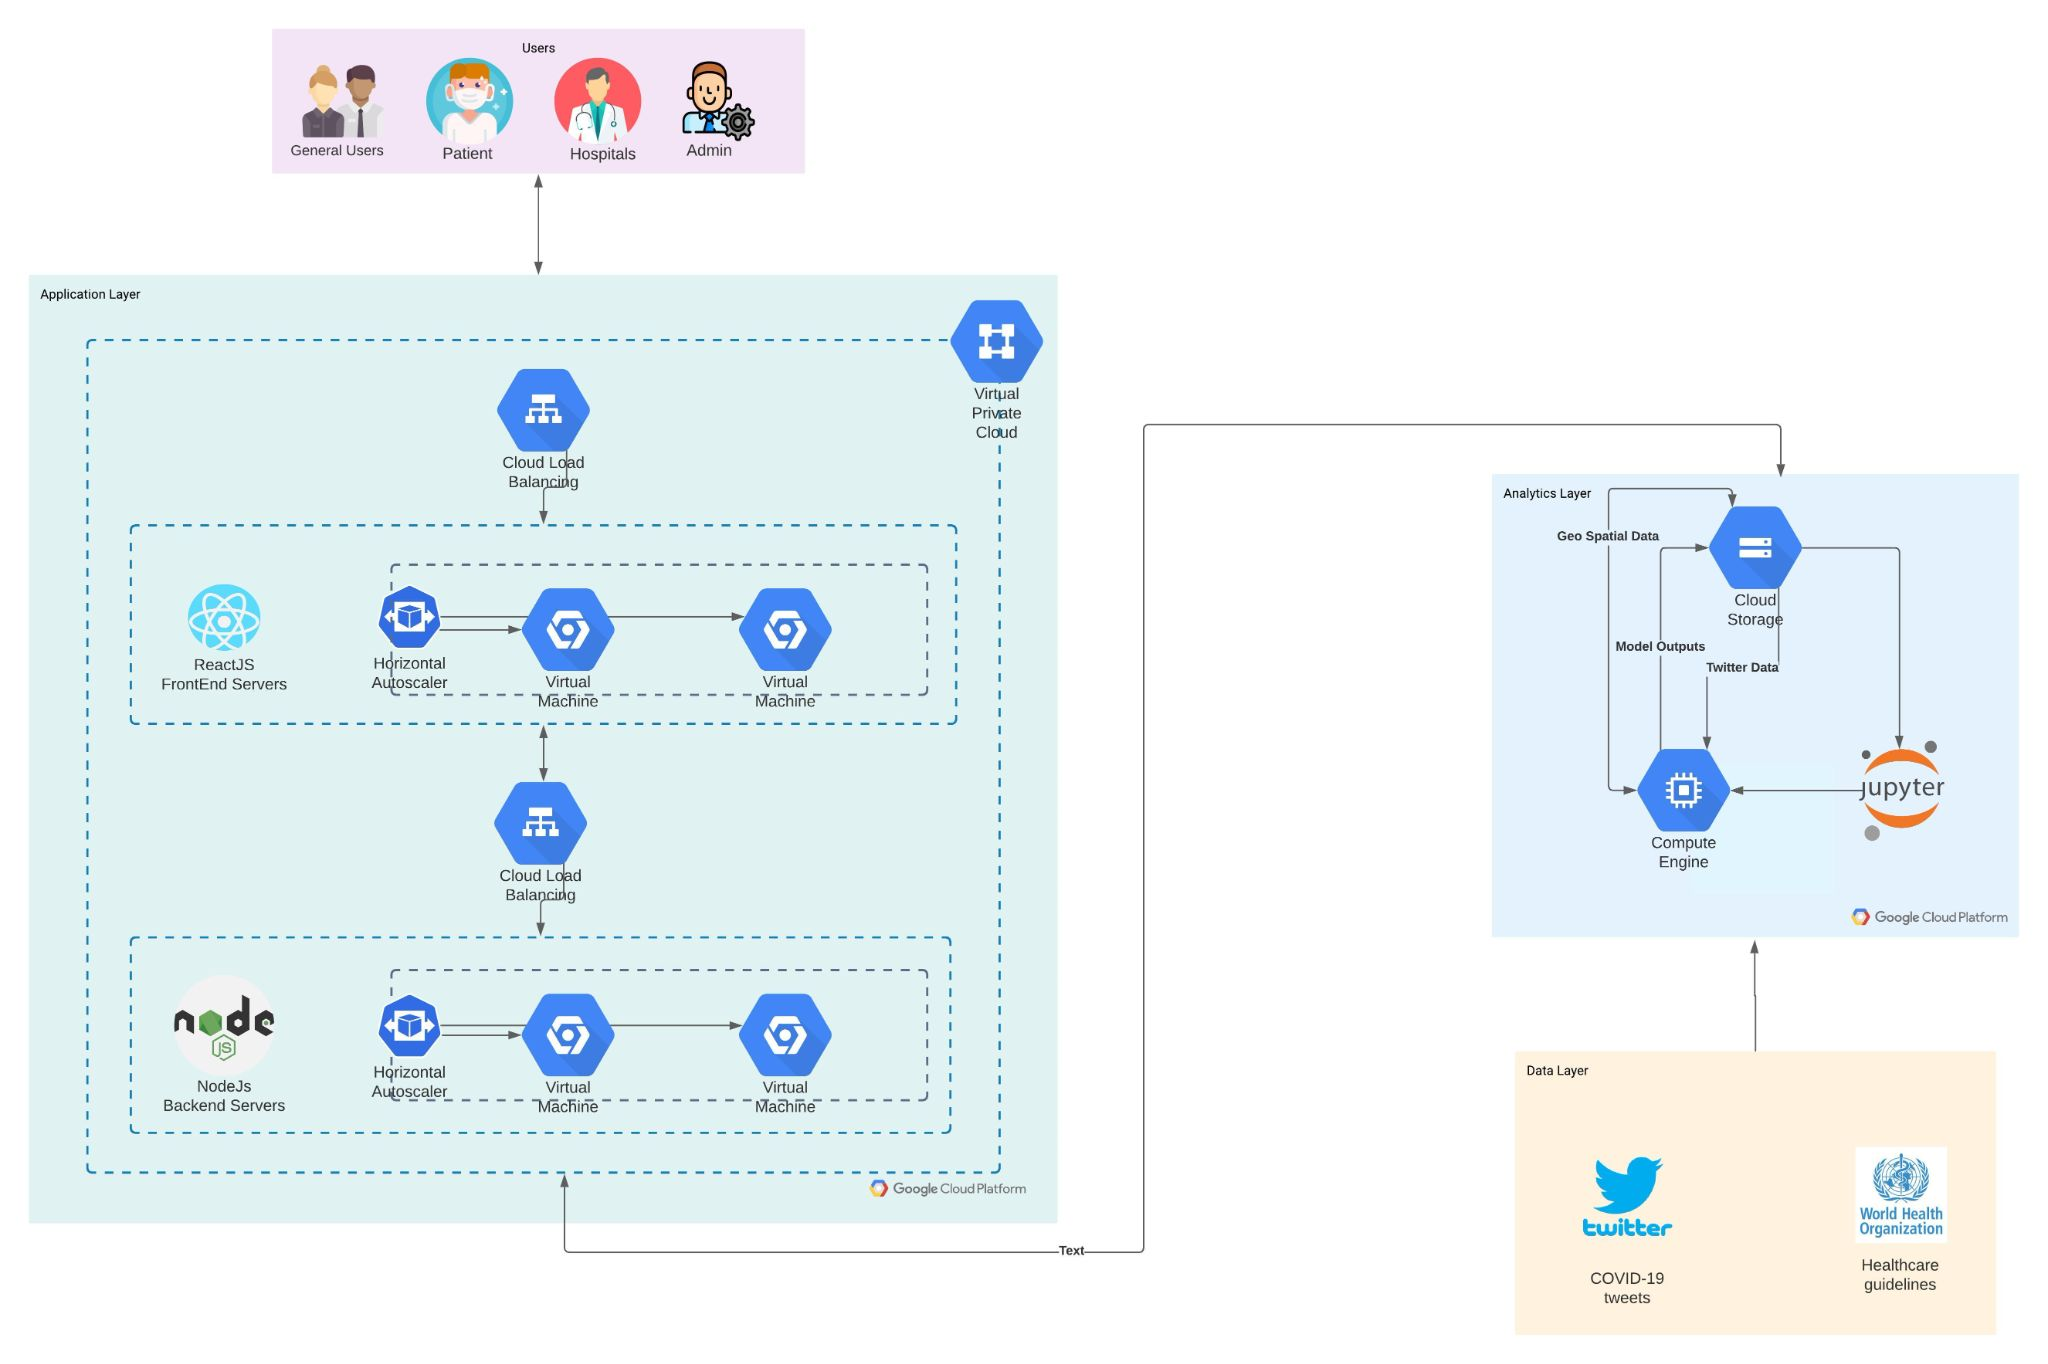 Users
General Users
Patient
Hospitals
Admin
Application Layer
Virtual
Private
Cloud
Cloud Load
Balancing
ReactJS
FrontEnd Servers
Horizontal
Autoscaler
Virtual
Machine
Virtual
Machine
Cloud Load
Balancing
node
JS
NodeJs
Backend Servers
Horizontal
Autoscaler
Virtual
Machine
Virtual
Machine
Google Cloud Platform
Text
Analytics Layer
Geo Spatial Data
Cloud
Storage
Model Outputs
Twitter Data
jupyter
Compute
Engine
Google Cloud Platform
Data Layer
twitter
COVID-19
tweets
World Health
Organization
Healthcare
guidelines